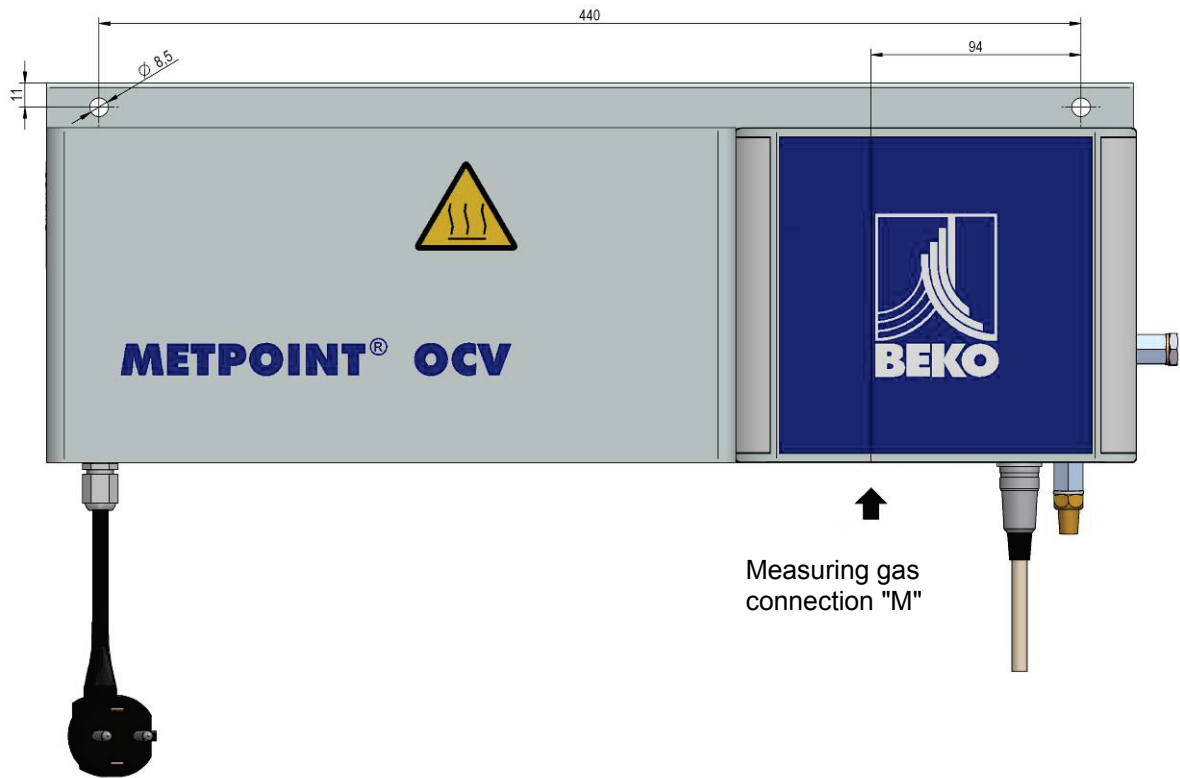 440
94
Ø 8,5
11
METPOINT® OCV
BEKO
Measuring gas
connection "M"